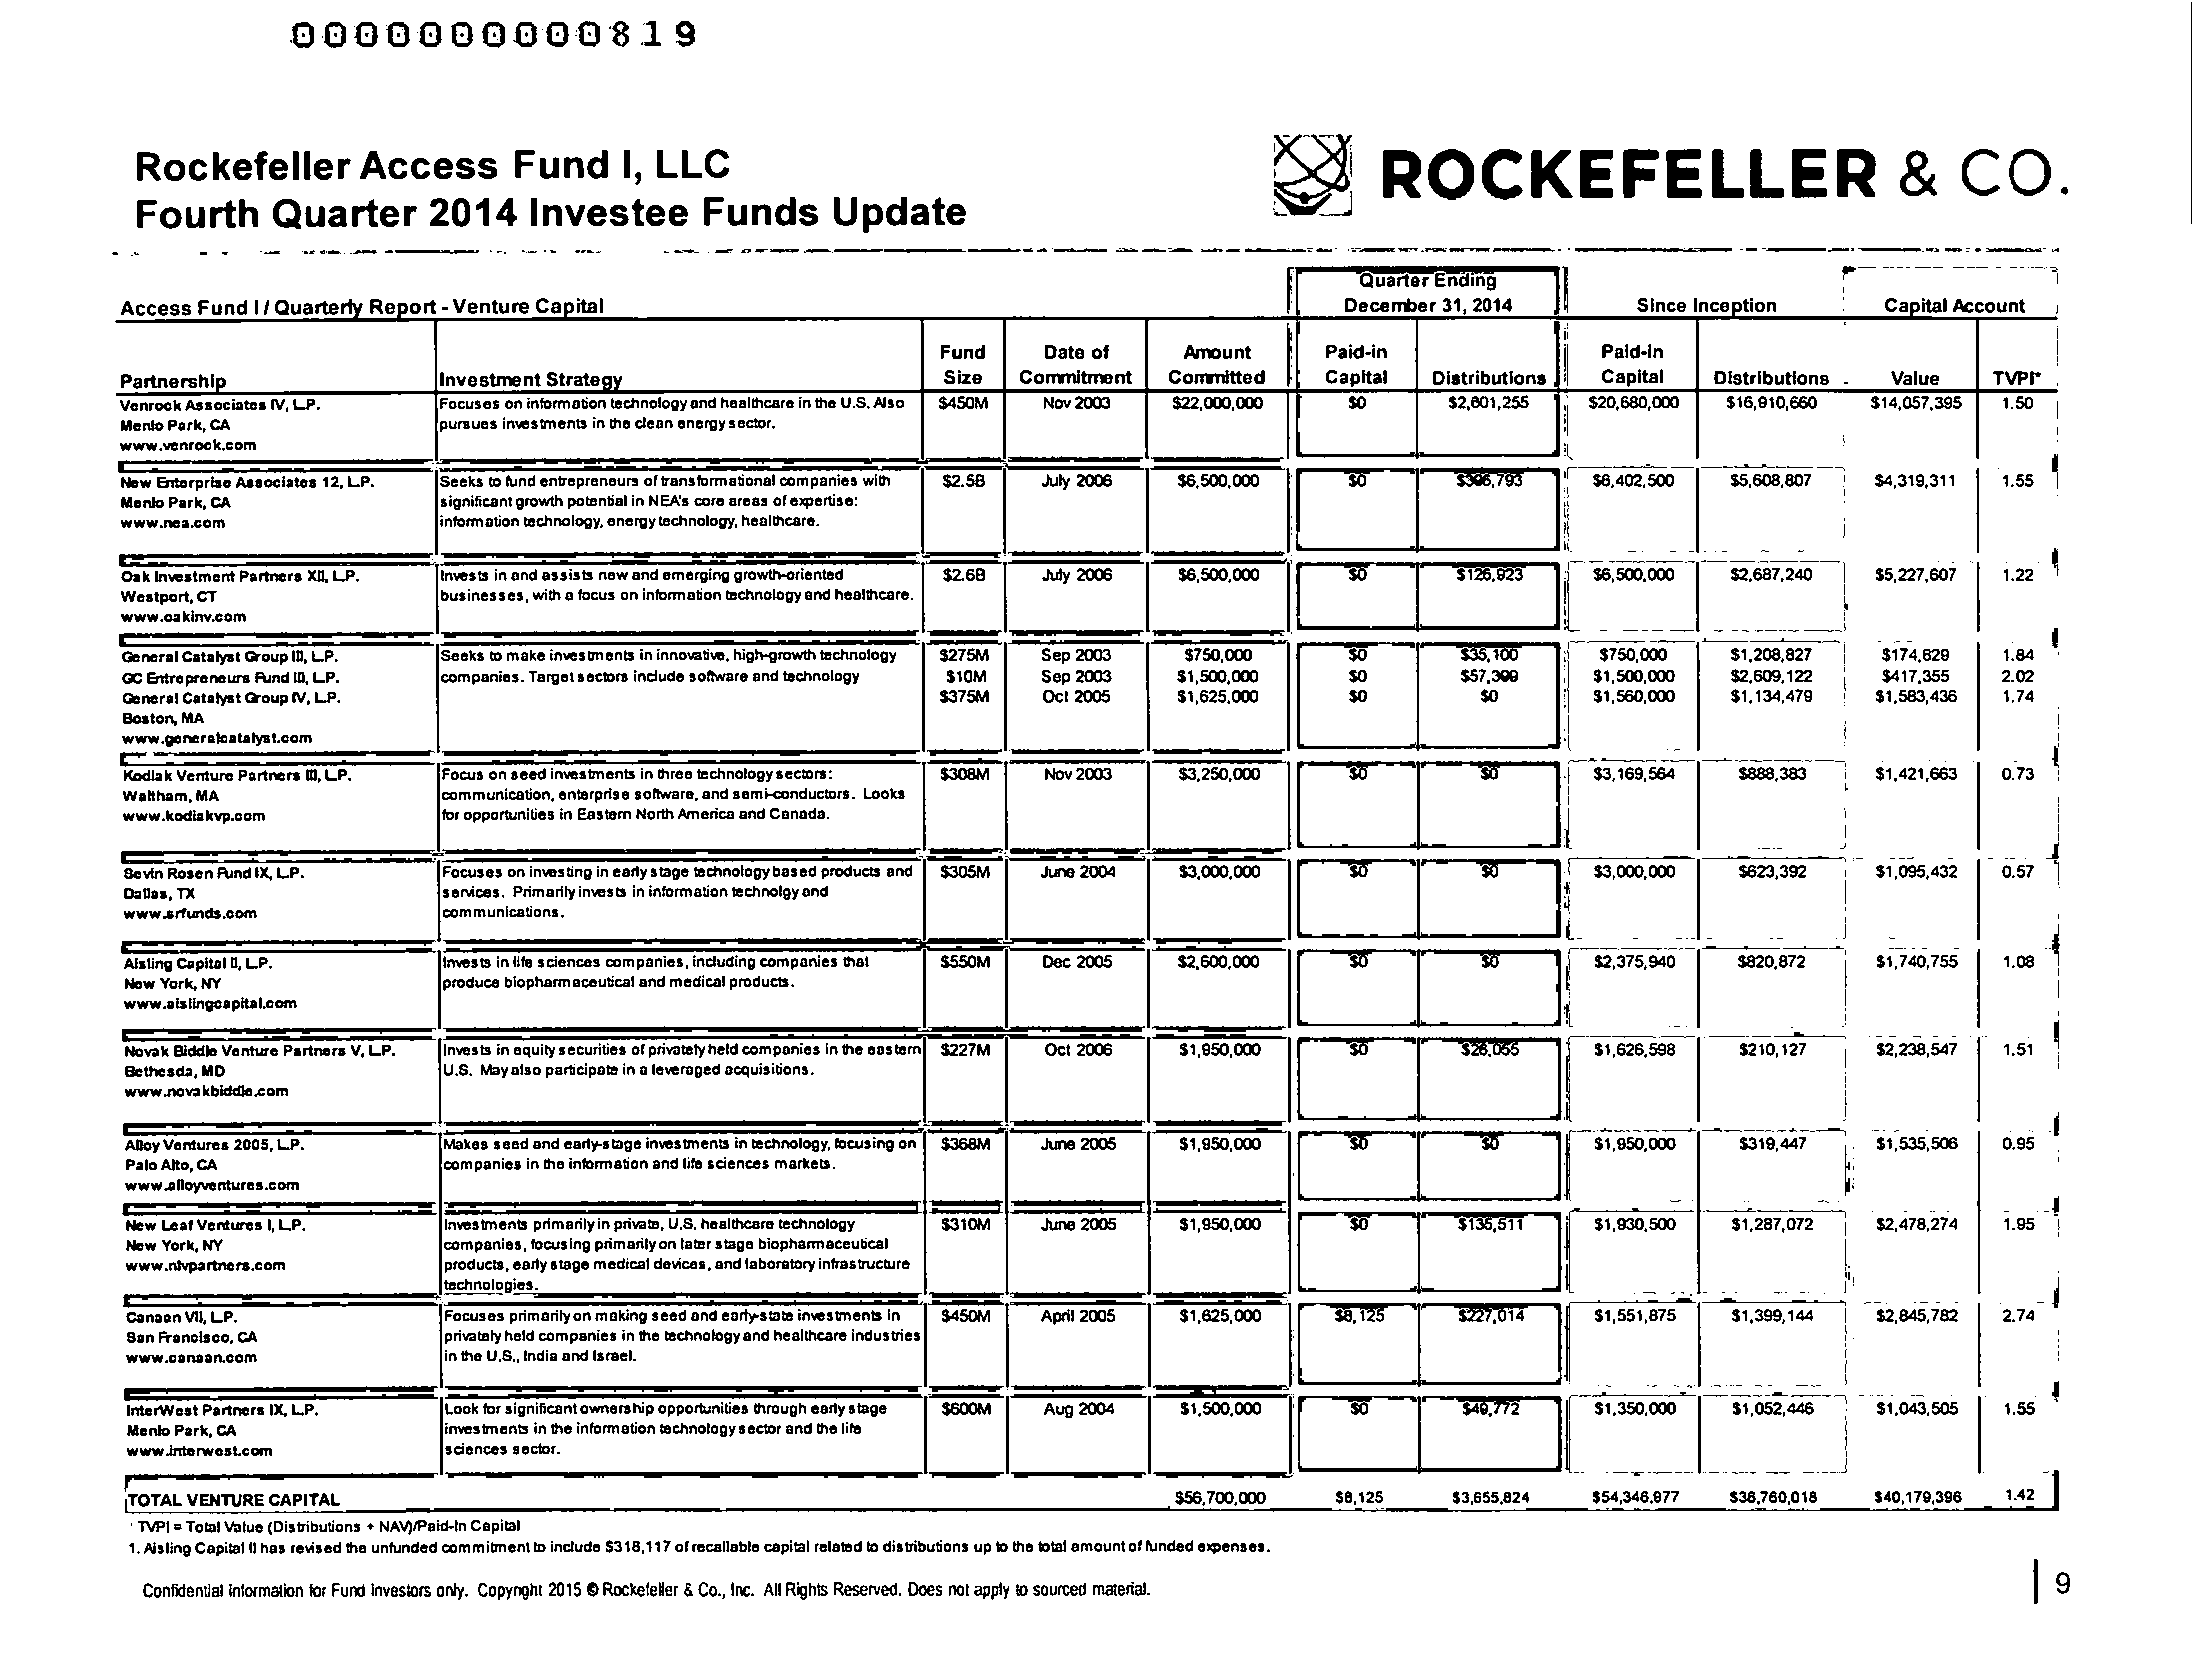 0000000000819
Rockefeller Access Fund I, LLC
Fourth Quarter 2014 Investee Funds Update
ROCKEFELLER & CO.
Access Fund I / Quarterly Report - Venture Capital
Quarter Ending
December 31, 2014
Since Inception
Capital Account
Partnership Investment Strategy Fund Size Date of Commitment Amount Committed Paid-in Capital Distributions Paid-in Capital Distributions Value TVPI*
Venrock Associates IV, L.P. Focuses on information technology and healthcare in the U.S. Also $450M Nov 2003 $22,000,000 $0 $2,601,255 $20,680,000 $16,910,660 $14,057,395 1.50
Menlo Park, CA pursues investments in the clean energy sector.
www.venrock.com
New Enterprise Associates 12, L.P. Seeks to fund entrepreneurs of transformational companies with $2.5B July 2006 $6,500,000 $0 $396,793 $6,402,500 $5,608,807 $4,319,311 1.55
Menlo Park, CA significant growth potential in NEA's core areas of expertise:
www.nea.com information technology, energy technology, healthcare.
Oak Investment Partners XII, L.P. Invests in and assists new and emerging growth-oriented $2.6B July 2006 $6,500,000 $0 $126,923 $6,500,000 $2,687,240 $5,227,607 1.22
Westport, CT businesses, with a focus on information technology and healthcare.
www.oakinv.com
General Catalyst Group III, L.P. Seeks to make investments in innovative, high-growth technology $275M Sep 2003 $750,000 $0 $35,100 $750,000 $1,208,827 $174,629 1.84
GC Entrepreneurs Fund III, L.P. companies. Target sectors include software and technology $10M Sep 2003 $1,500,000 $0 $57,399 $1,500,000 $2,609,122 $417,355 2.02
General Catalyst Group IV, L.P. $375M Oct 2005 $1,625,000 $0 $0 $1,560,000 $1,134,479 $1,583,436 1.74
Boston, MA
www.generalcatalyst.com
Kodiak Venture Partners III, L.P. Focus on seed investments in three technology sectors: $308M Nov 2003 $3,250,000 $0 $0 $3,169,564 $888,383 $1,421,663 0.73
Waltham, MA communication, enterprise software, and semi-conductors. Looks
www.kodiakvp.com for opportunities in Eastern North America and Canada.
Sevin Rosen Fund IX, L.P. Focuses on investing in early stage technology based products and $305M June 2004 $3,000,000 $0 $0 $3,000,000 $623,392 $1,095,432 0.57
Dallas, TX services. Primarily invests in information technolgy and
www.srfunds.com communications.
Aisling Capital II, L.P. Invests in life sciences companies, including companies that $550M Dec 2005 $2,600,000 $0 $0 $2,375,940 $820,872 $1,740,755 1.08
New York, NY produce biopharmaceutical and medical products.
www.aislingcapital.com
Novak Biddle Venture Partners V, L.P. Invests in equity securities of privately held companies in the eastern $227M Oct 2006 $1,950,000 $0 $26,055 $1,626,598 $210,127 $2,238,547 1.51
Bethesda, MD U.S. May also participate in a leveraged acquisitions.
www.novakbiddle.com
Alloy Ventures 2005, L.P. Makes seed and early-stage investments in technology, focusing on $368M June 2005 $1,950,000 $0 $0 $1,950,000 $319,447 $1,535,506 0.95
Palo Alto, CA companies in the information and life sciences markets.
www.alloyventures.com
New Leaf Ventures I, L.P. Investments primarily in private, U.S. healthcare technology $310M June 2005 $1,950,000 $0 $135,511 $1,930,500 $1,287,072 $2,478,274 1.95
New York, NY companies, focusing primarily on later stage biopharmaceutical
www.nlvpartners.com products, early stage medical devices, and laboratory infrastructure
technologies.
Canaan VII, L.P. Focuses primarily on making seed and early-state investments in $450M April 2005 $1,625,000 $8,125 $227,014 $1,551,875 $1,399,144 $2,845,782 2.74
San Francisco, CA privately held companies in the technology and healthcare industries
www.canaan.com in the U.S., India and Israel.
InterWest Partners IX, L.P. Look for significant ownership opportunities through early stage $600M Aug 2004 $1,500,000 $0 $49,772 $1,350,000 $1,052,446 $1,043,505 1.55
Menlo Park, CA investments in the information technology sector and the life
www.interwest.com sciences sector.
TOTAL VENTURE CAPITAL $56,700,000 $8,125 $3,655,824 $54,346,977 $36,760,018 $40,179,396 1.42
* TVPI = Total Value (Distributions + NAV)/Paid-In Capital
1. Aisling Capital II has revised the unfunded commitment to include $318,117 of recallable capital related to distributions up to the total amount of funded expenses.
Confidential information for Fund investors only. Copyright 2015 © Rockefeller & Co., Inc. All Rights Reserved. Does not apply to sourced material.
9